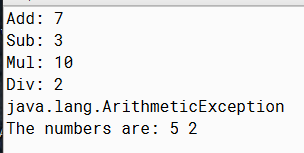 Add: 7
Sub: 3
Mul: 10
Div: 2
java.lang.ArithmeticException
The numbers are: 5 2